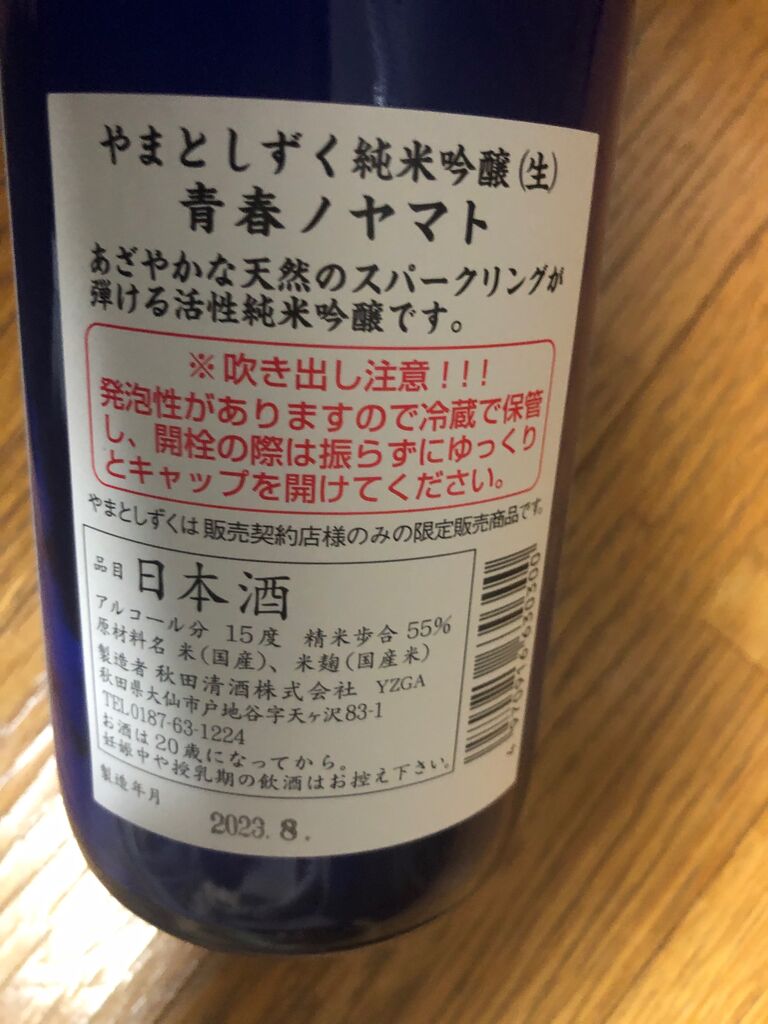 やまとしずく純米吟醸(生)
青春ノヤマト
あざやかな天然のスパークリングが
弾ける活性純米吟醸です。
※吹き出し注意!!!
発泡性がありますので冷蔵で保管
し、開栓の際は振らずにゆっくり
とキャップを開けてください。
やまとしずくは販売契約店様のみの限定販売商品です。
品目 日本酒
アルコール分 15度 精米歩合 55%
原材料名 米(国産)、米麹(国産米)
製造者 秋田清酒株式会社 YZGA
秋田県大仙市戸地谷字天ヶ沢83-1
TEL0187-63-1224
お酒は20歳になってから。
妊娠中や授乳期の飲酒はお控え下さい。
製造年月
2023. 8.